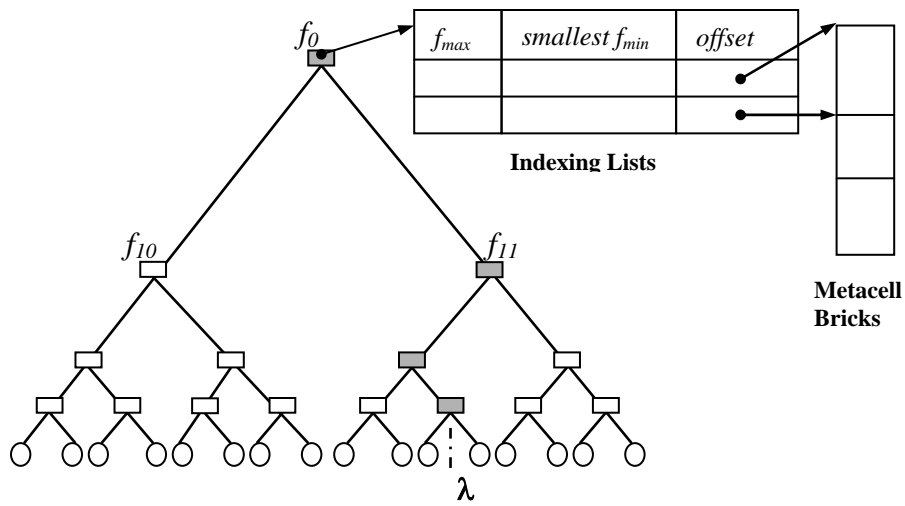 f0
fmax smallest fmin offset
Indexing Lists
f10
f11
Metacell
Bricks
λ